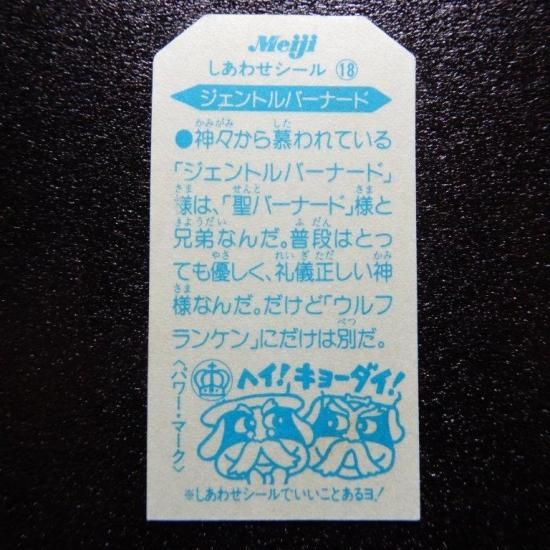 Meiji
しあわせシール ⑱
ジェントルバーナード
●神々から慕われている
「ジェントルバーナード」
様は、「聖バーナード」様と
兄弟なんだ。普段はとっ
ても優しく、礼儀正しい神
様なんだ。だけど「ウルフ
ランケン」にだけは別だ。
〈パワー・マーク〉
ヘイ!キョーダイ!
※しあわせシールでいいことあるヨ!